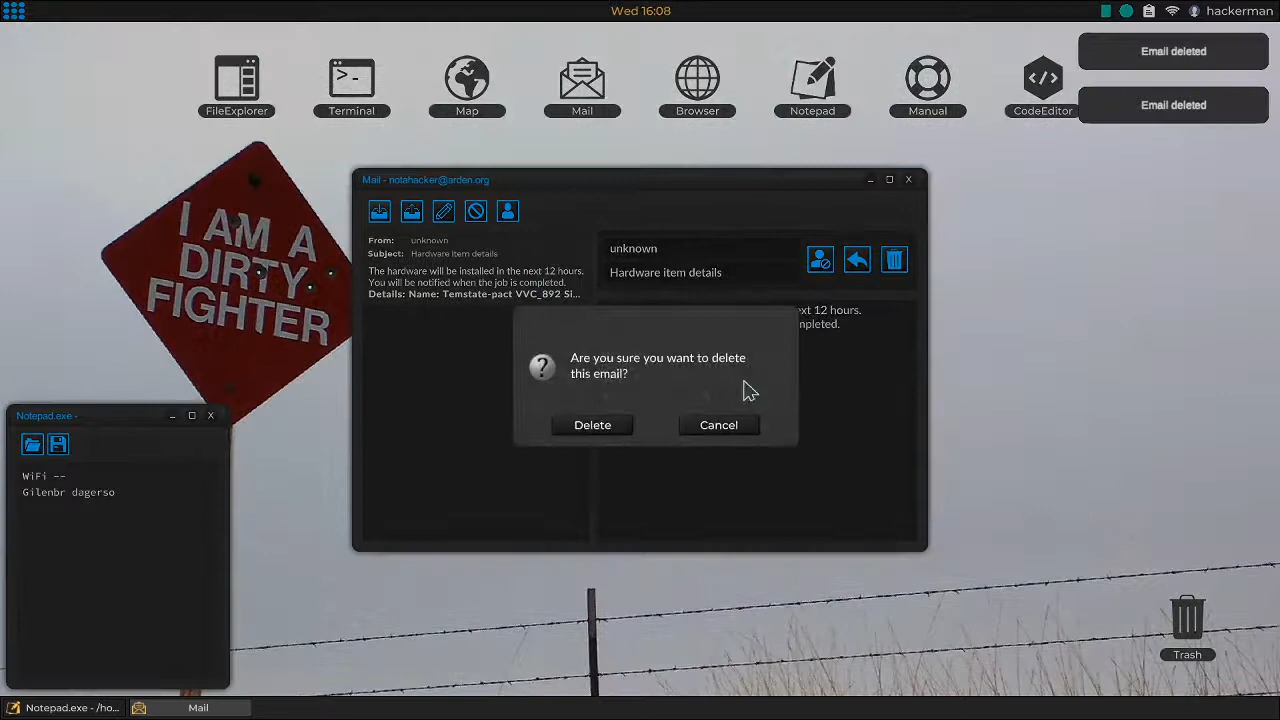 Wed 16:08
hackerman
FileExplorer
Terminal
Map
Mail
Browser
Notepad
Manual
CodeEditor
Email deleted
Email deleted
I AM A
DIRTY
FIGHTER
Mail - notahacker@arden.org
From: unknown
Subject: Hardware item details
The hardware will be installed in the next 12 hours.
You will be notified when the job is completed.
Details: Name: Temstate-pact VVC_892 Si...
unknown
Hardware item details
12 hours.
Are you sure you want to delete
this email?
Delete
Cancel
Notepad.exe -
WiFi --
Gilenbr dagerso
Trash
Notepad.exe - /ho...
Mail